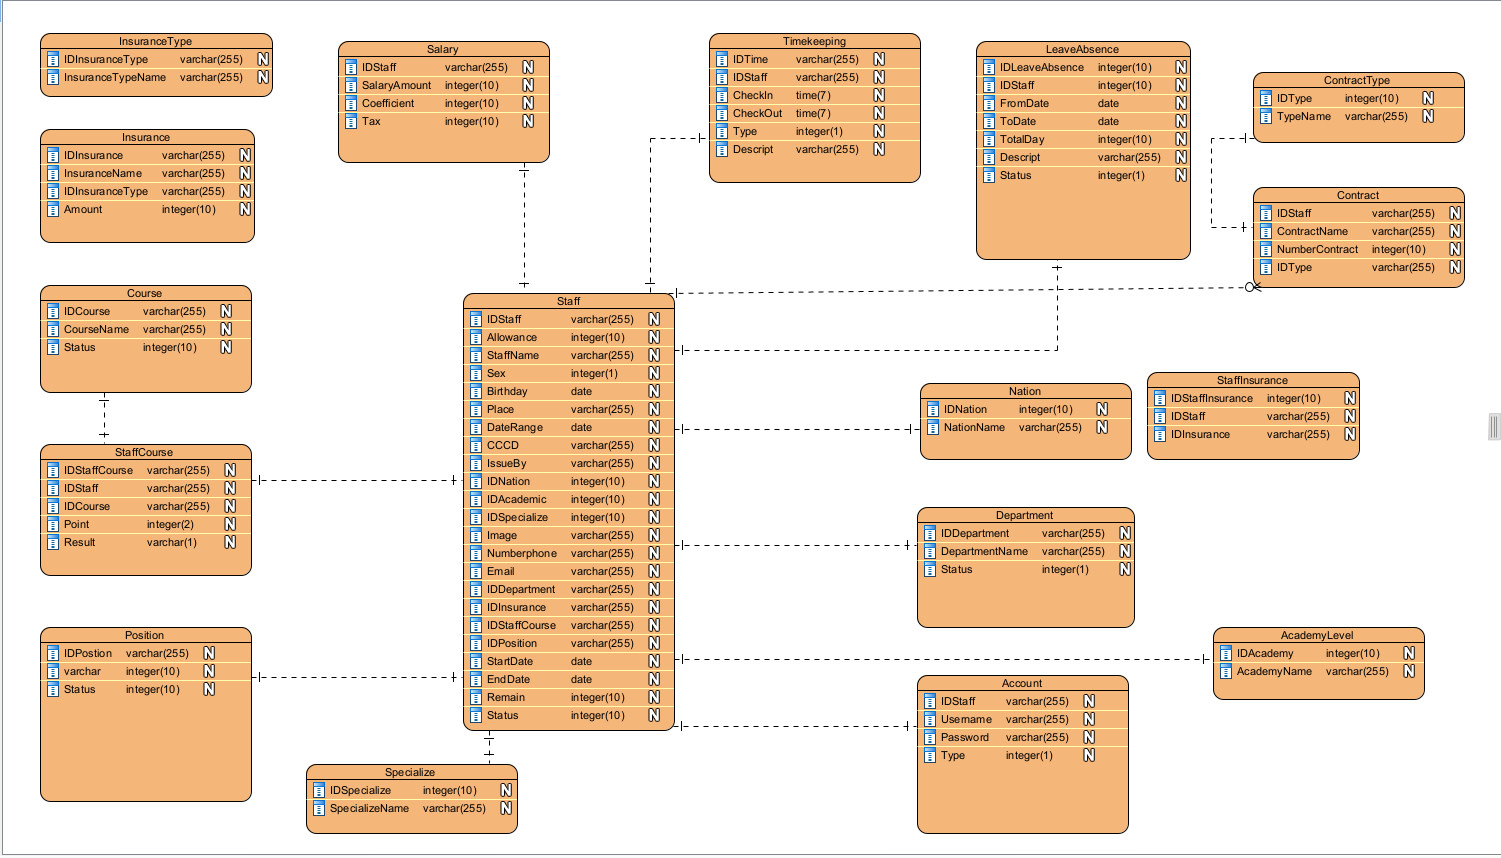 InsuranceType
IDInsuranceType varchar(255) N
InsuranceTypeName varchar(255) N
Insurance
IDInsurance varchar(255) N
InsuranceName varchar(255) N
IDInsuranceType varchar(255) N
Amount integer(10) N
Course
IDCourse varchar(255) N
CourseName varchar(255) N
Status integer(10) N
StaffCourse
IDStaffCourse varchar(255) N
IDStaff varchar(255) N
IDCourse varchar(255) N
Point integer(2) N
Result varchar(1) N
Position
IDPostion varchar(255) N
varchar integer(10) N
Status integer(10) N
Salary
IDStaff varchar(255) N
SalaryAmount integer(10) N
Coefficient integer(10) N
Tax integer(10) N
Staff
IDStaff varchar(255) N
Allowance integer(10) N
StaffName varchar(255) N
Sex integer(1) N
Birthday date N
Place varchar(255) N
DateRange date N
CCCD varchar(255) N
IssueBy varchar(255) N
IDNation integer(10) N
IDAcademic integer(10) N
IDSpecialize integer(10) N
Image varchar(255) N
Numberphone varchar(255) N
Email varchar(255) N
IDDepartment varchar(255) N
IDInsurance varchar(255) N
IDStaffCourse varchar(255) N
IDPosition varchar(255) N
StartDate date N
EndDate date N
Remain integer(10) N
Status integer(10) N
Specialize
IDSpecialize integer(10) N
SpecializeName varchar(255) N
Timekeeping
IDTime varchar(255) N
IDStaff varchar(255) N
CheckIn time(7) N
CheckOut time(7) N
Type integer(1) N
Descript varchar(255) N
LeaveAbsence
IDLeaveAbsence integer(10) N
IDStaff integer(10) N
FromDate date N
ToDate date N
TotalDay integer(10) N
Descript varchar(255) N
Status integer(1) N
ContractType
IDType integer(10) N
TypeName varchar(255) N
Contract
IDStaff varchar(255) N
ContractName varchar(255) N
NumberContract integer(10) N
IDType varchar(255) N
Nation
IDNation integer(10) N
NationName varchar(255) N
StaffInsurance
IDStaffInsurance integer(10) N
IDStaff varchar(255) N
IDInsurance varchar(255) N
Department
IDDepartment varchar(255) N
DepartmentName varchar(255) N
Status integer(1) N
AcademyLevel
IDAcademy integer(10) N
AcademyName varchar(255) N
Account
IDStaff varchar(255) N
Username varchar(255) N
Password varchar(255) N
Type integer(1) N